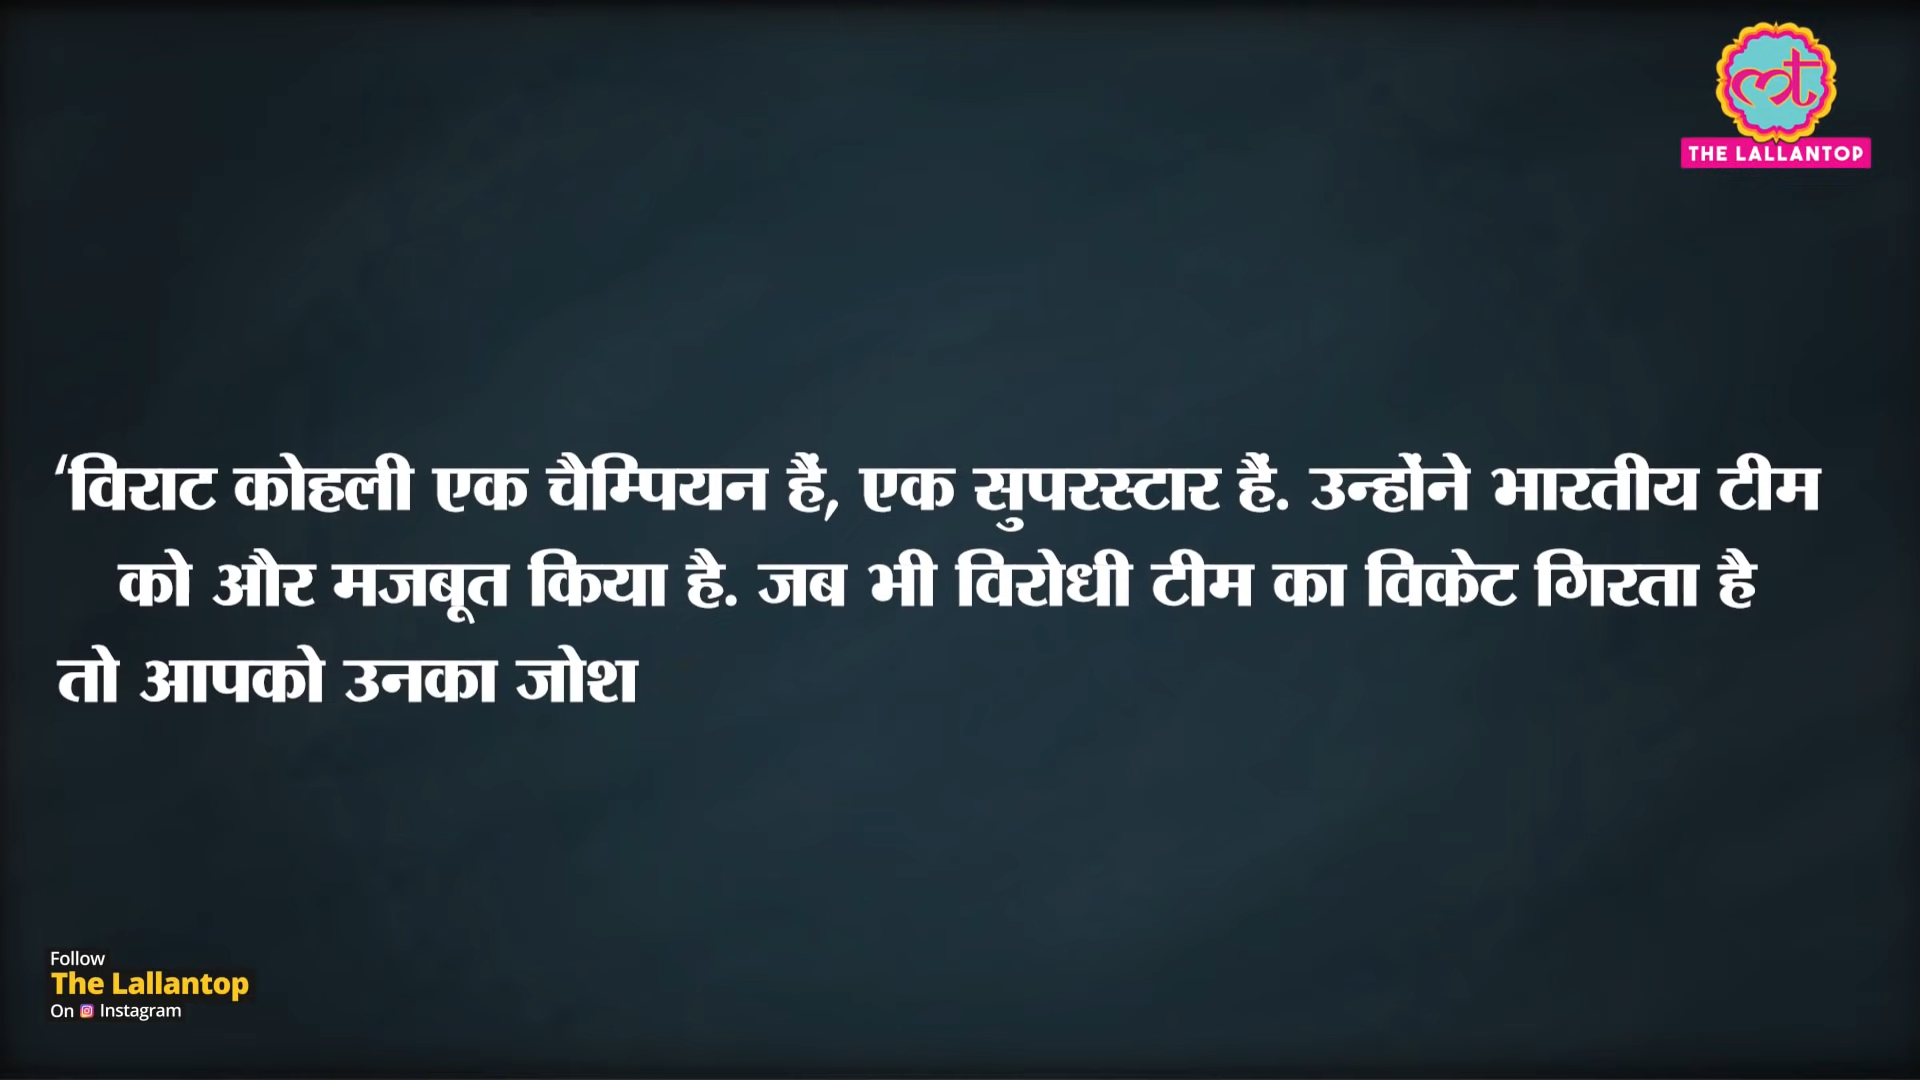 THE LALLANTOP
‘विराट कोहली एक चैम्पियन हैं, एक सुपरस्टार हैं. उन्होंने भारतीय टीम
को और मजबूत किया है. जब भी विरोधी टीम का विकेट गिरता है
तो आपको उनका जोश
Follow
The Lallantop
On Instagram